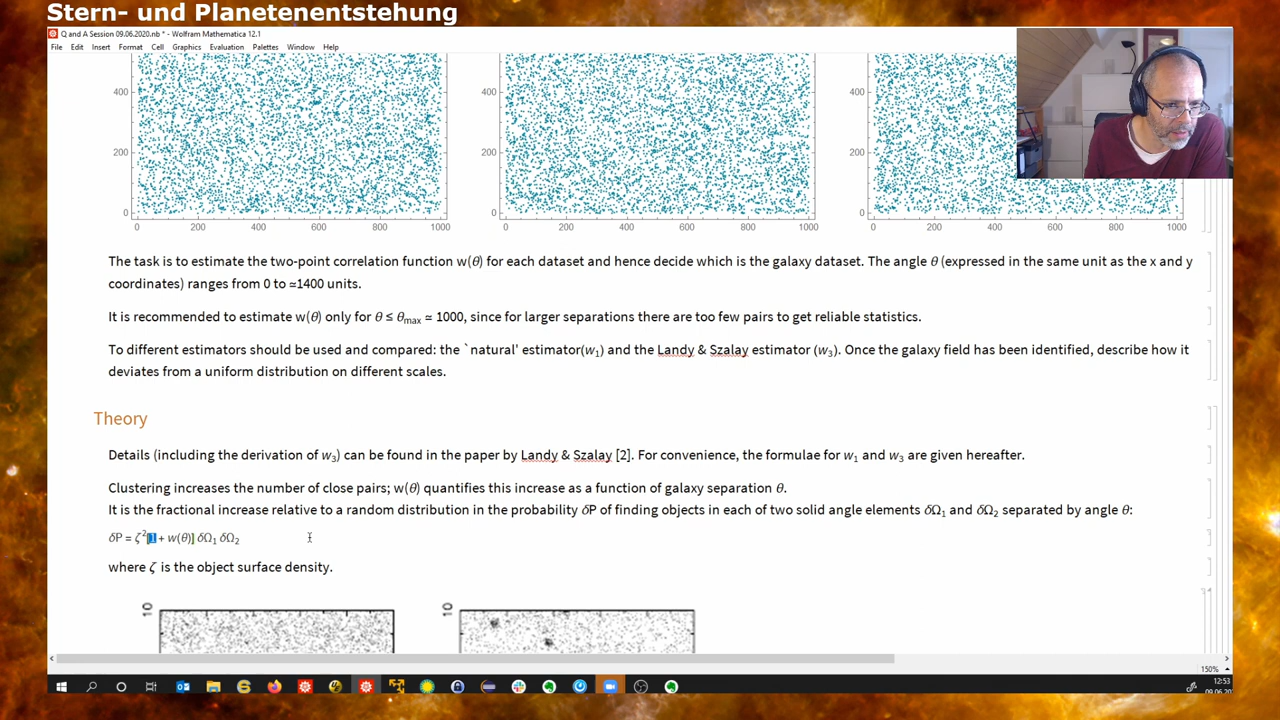 Stern- und Planetenentstehung
Q and A Session 09.06.2020.nb * - Wolfram Mathematica 12.1
File Edit Insert Format Cell Graphics Evaluation Palettes Window Help
400 400 400
200 200 200
0 0 0
0 200 400 600 800 1000 0 200 400 600 800 1000 0 200 400 600 800 1000
The task is to estimate the two-point correlation function w(θ) for each dataset and hence decide which is the galaxy dataset. The angle θ (expressed in the same unit as the x and y
coordinates) ranges from 0 to ≃1400 units.
It is recommended to estimate w(θ) only for θ ≤ θmax ≃ 1000, since for larger separations there are too few pairs to get reliable statistics.
To different estimators should be used and compared: the `natural' estimator(w₁) and the Landy & Szalay estimator (w₃). Once the galaxy field has been identified, describe how it
deviates from a uniform distribution on different scales.
Theory
Details (including the derivation of w₃) can be found in the paper by Landy & Szalay [2]. For convenience, the formulae for w₁ and w₃ are given hereafter.
Clustering increases the number of close pairs; w(θ) quantifies this increase as a function of galaxy separation θ.
It is the fractional increase relative to a random distribution in the probability δP of finding objects in each of two solid angle elements δΩ₁ and δΩ₂ separated by angle θ:
δP = ζ²[1 + w(θ)] δΩ₁ δΩ₂
where ζ is the object surface density.
10 10
150%
12:53
09.06.20